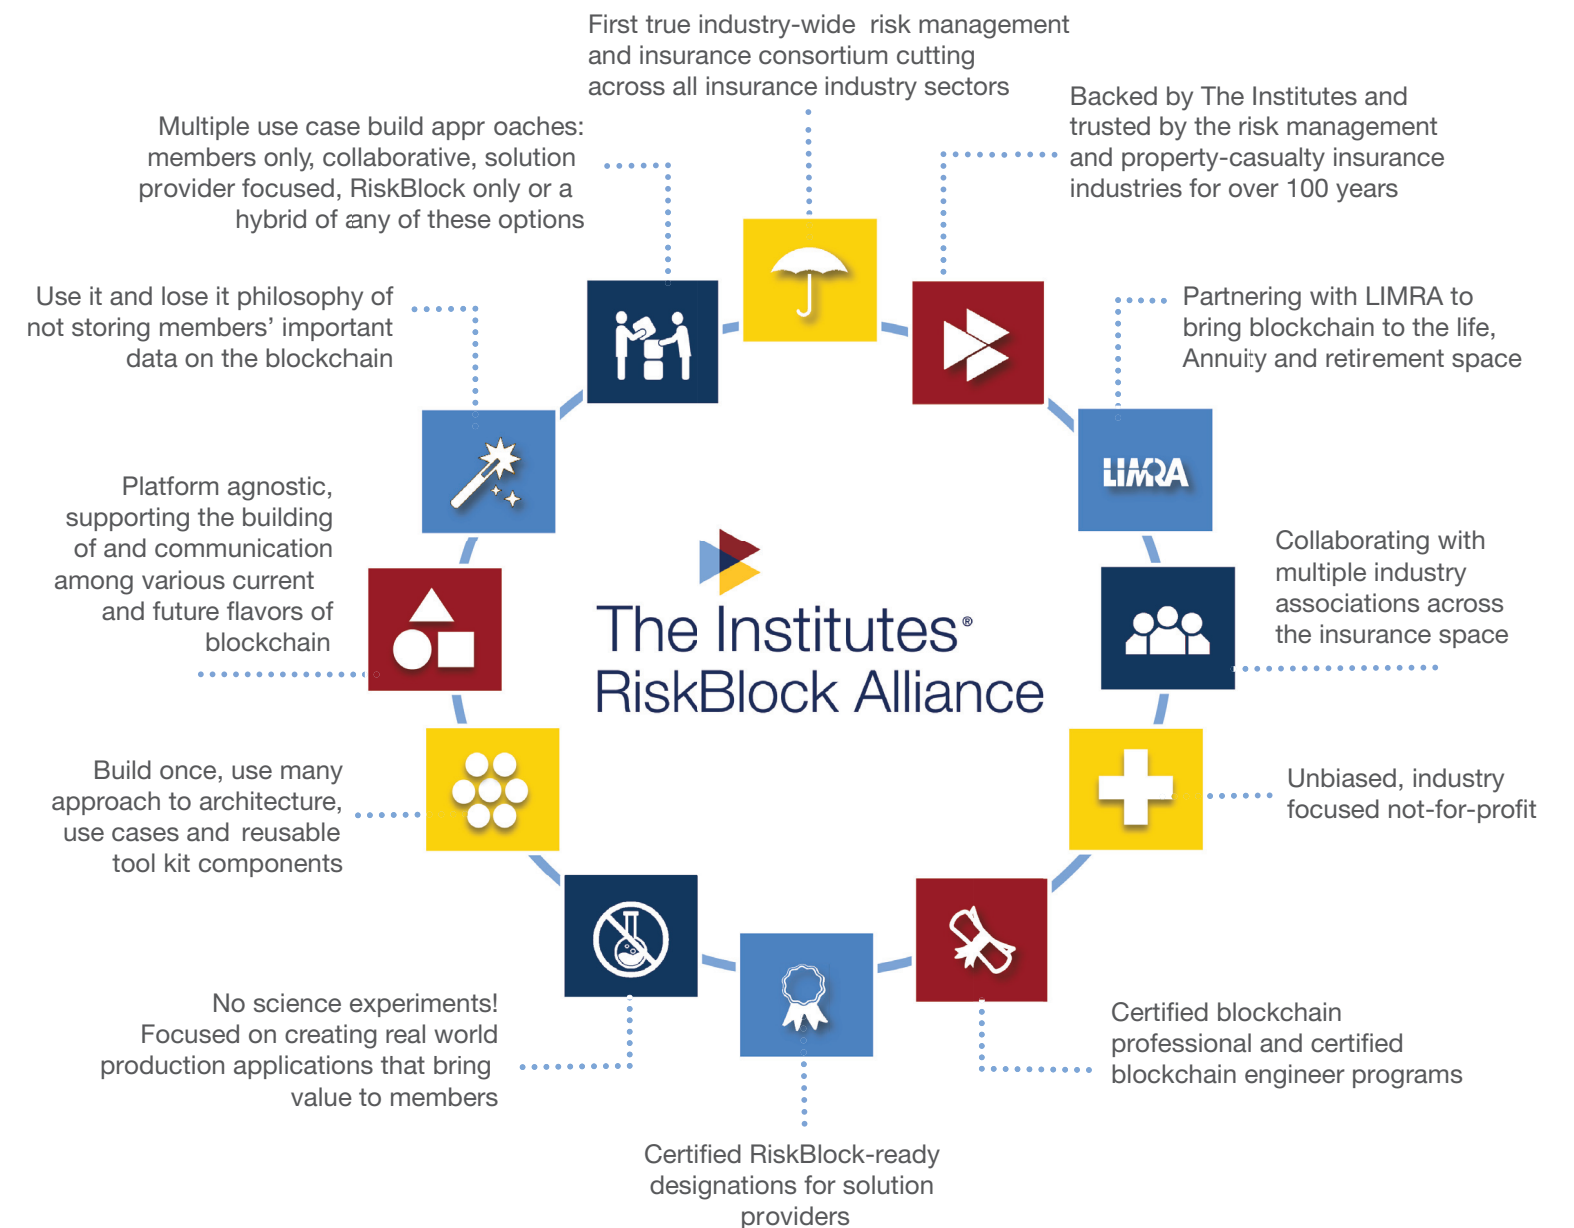 First true industry-wide risk management
and insurance consortium cutting
across all insurance industry sectors
Backed by The Institutes and
trusted by the risk management
and property-casualty insurance
industries for over 100 years
Partnering with LIMRA to
bring blockchain to the life,
Annuity and retirement space
LIMRA
Collaborating with
multiple industry
associations across
the insurance space
Unbiased, industry
focused not-for-profit
Certified blockchain
professional and certified
blockchain engineer programs
Certified RiskBlock-ready
designations for solution
providers
No science experiments!
Focused on creating real world
production applications that bring
value to members
Build once, use many
approach to architecture,
use cases and reusable
tool kit components
Platform agnostic,
supporting the building
of and communication
among various current
and future flavors of
blockchain
Use it and lose it philosophy of
not storing members’ important
data on the blockchain
Multiple use case build appr oaches:
members only, collaborative, solution
provider focused, RiskBlock only or a
hybrid of any of these options
The Institutes®
RiskBlock Alliance